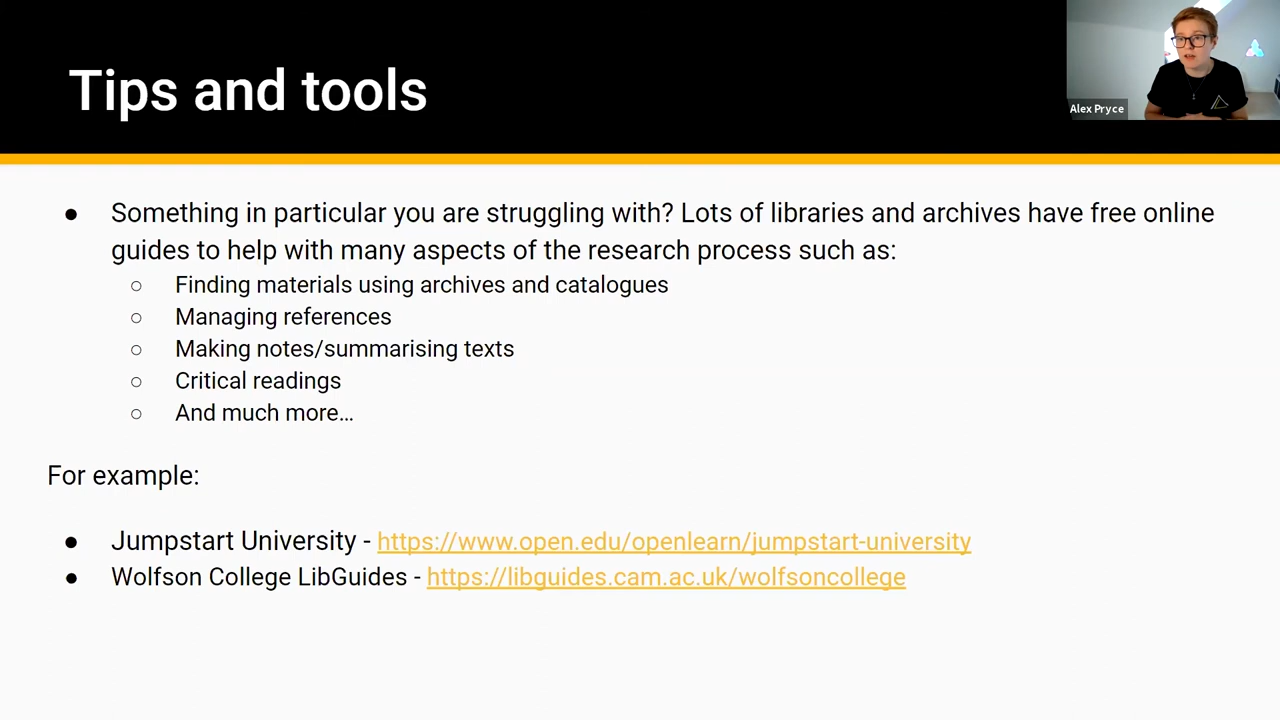 Tips and tools
Alex Pryce
● Something in particular you are struggling with? Lots of libraries and archives have free online
guides to help with many aspects of the research process such as:
○ Finding materials using archives and catalogues
○ Managing references
○ Making notes/summarising texts
○ Critical readings
○ And much more…
For example:
● Jumpstart University - https://www.open.edu/openlearn/jumpstart-university
● Wolfson College LibGuides - https://libguides.cam.ac.uk/wolfsoncollege